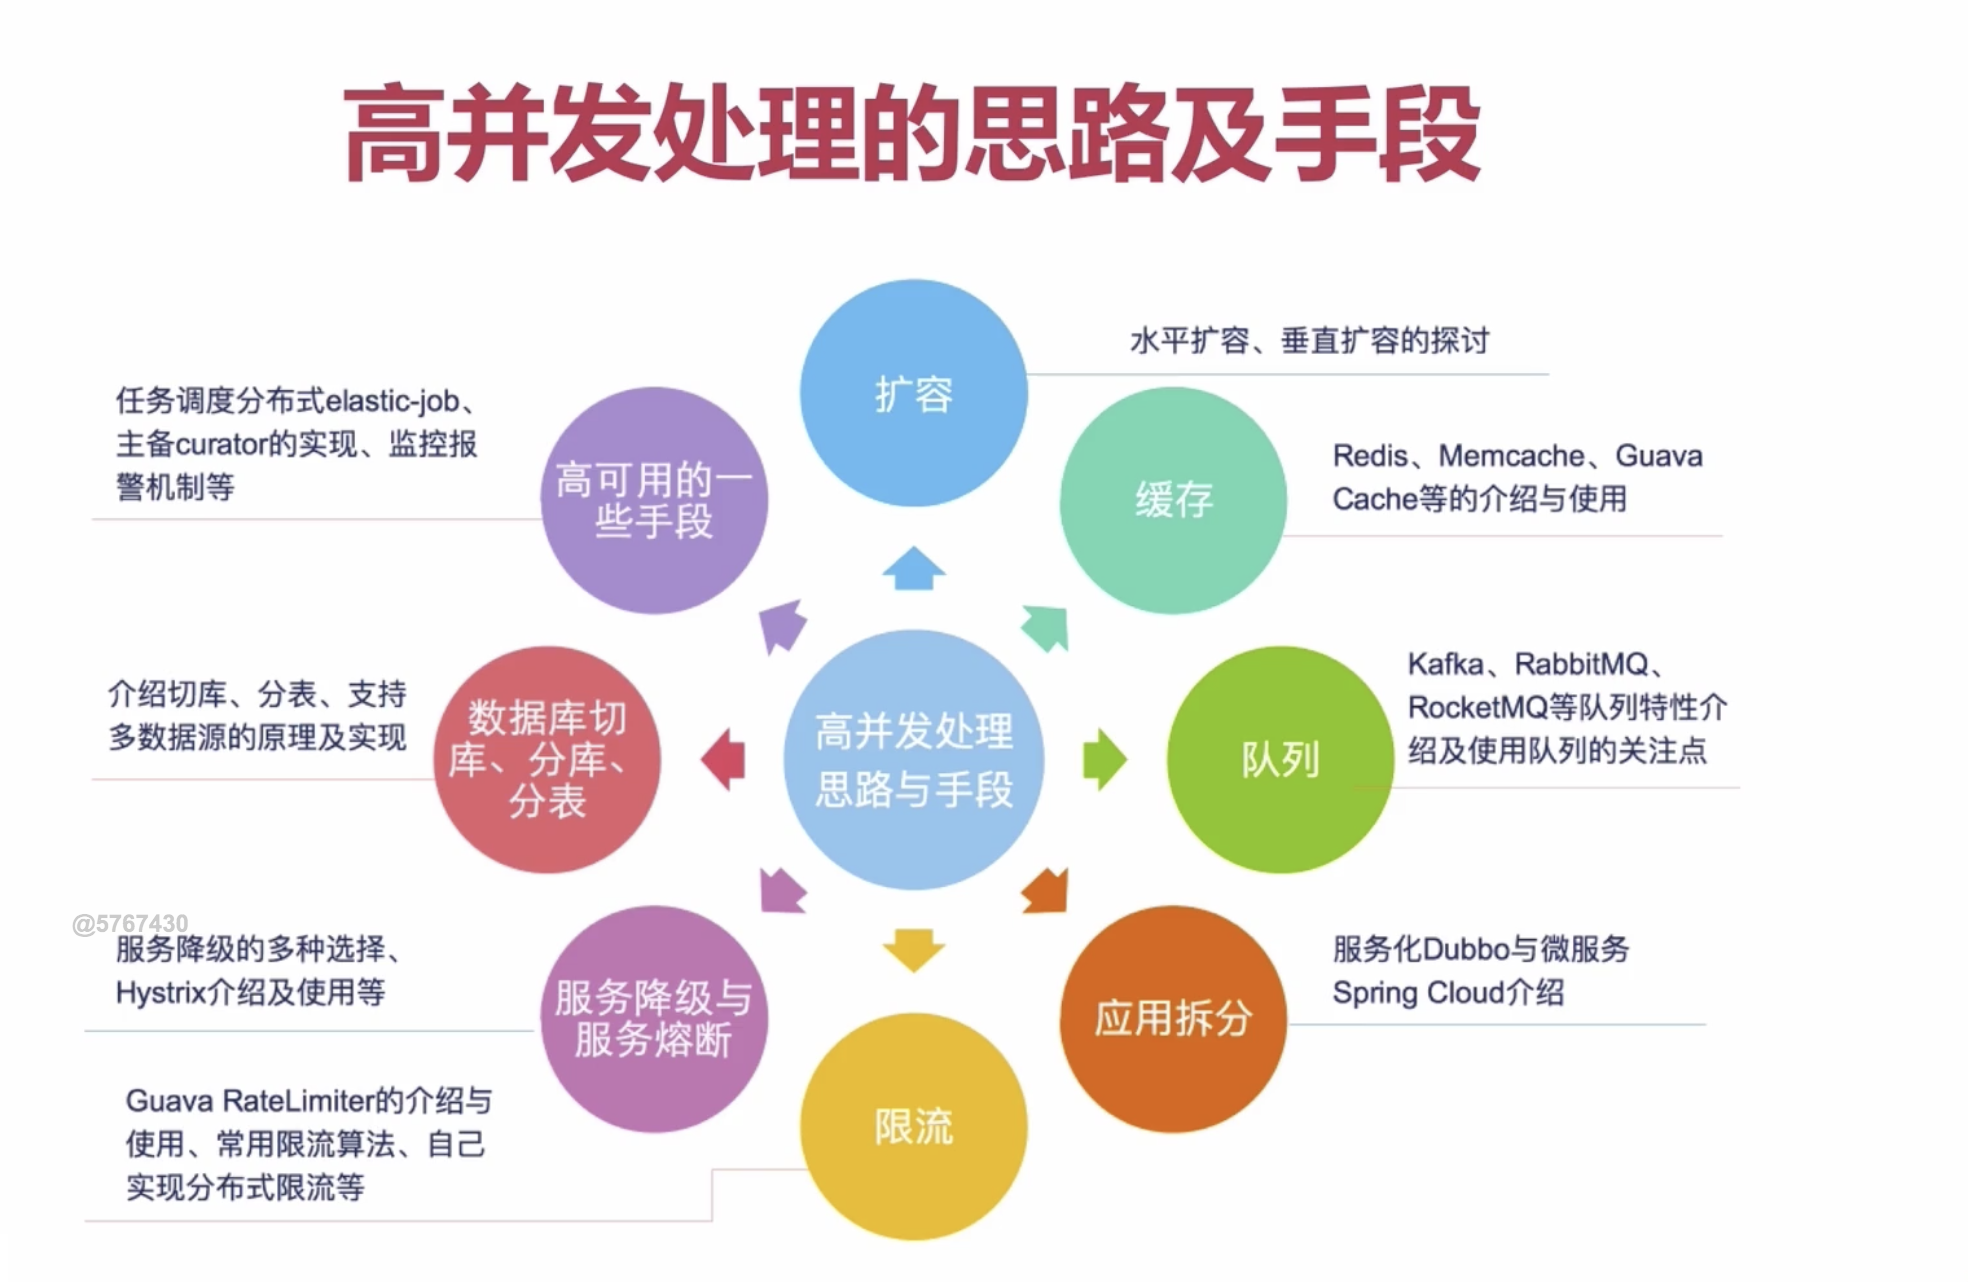 高并发处理的思路及手段
扩容
水平扩容、垂直扩容的探讨
缓存
Redis、Memcache、Guava
Cache等的介绍与使用
队列
Kafka、RabbitMQ、
RocketMQ等队列特性介
绍及使用队列的关注点
应用拆分
服务化Dubbo与微服务
Spring Cloud介绍
限流
Guava RateLimiter的介绍与
使用、常用限流算法、自己
实现分布式限流等
服务降级与
服务熔断
@5767430
服务降级的多种选择、
Hystrix介绍及使用等
数据库切
库、分库、
分表
介绍切库、分表、支持
多数据源的原理及实现
高可用的一
些手段
任务调度分布式elastic-job、
主备curator的实现、监控报
警机制等
高并发处理
思路与手段